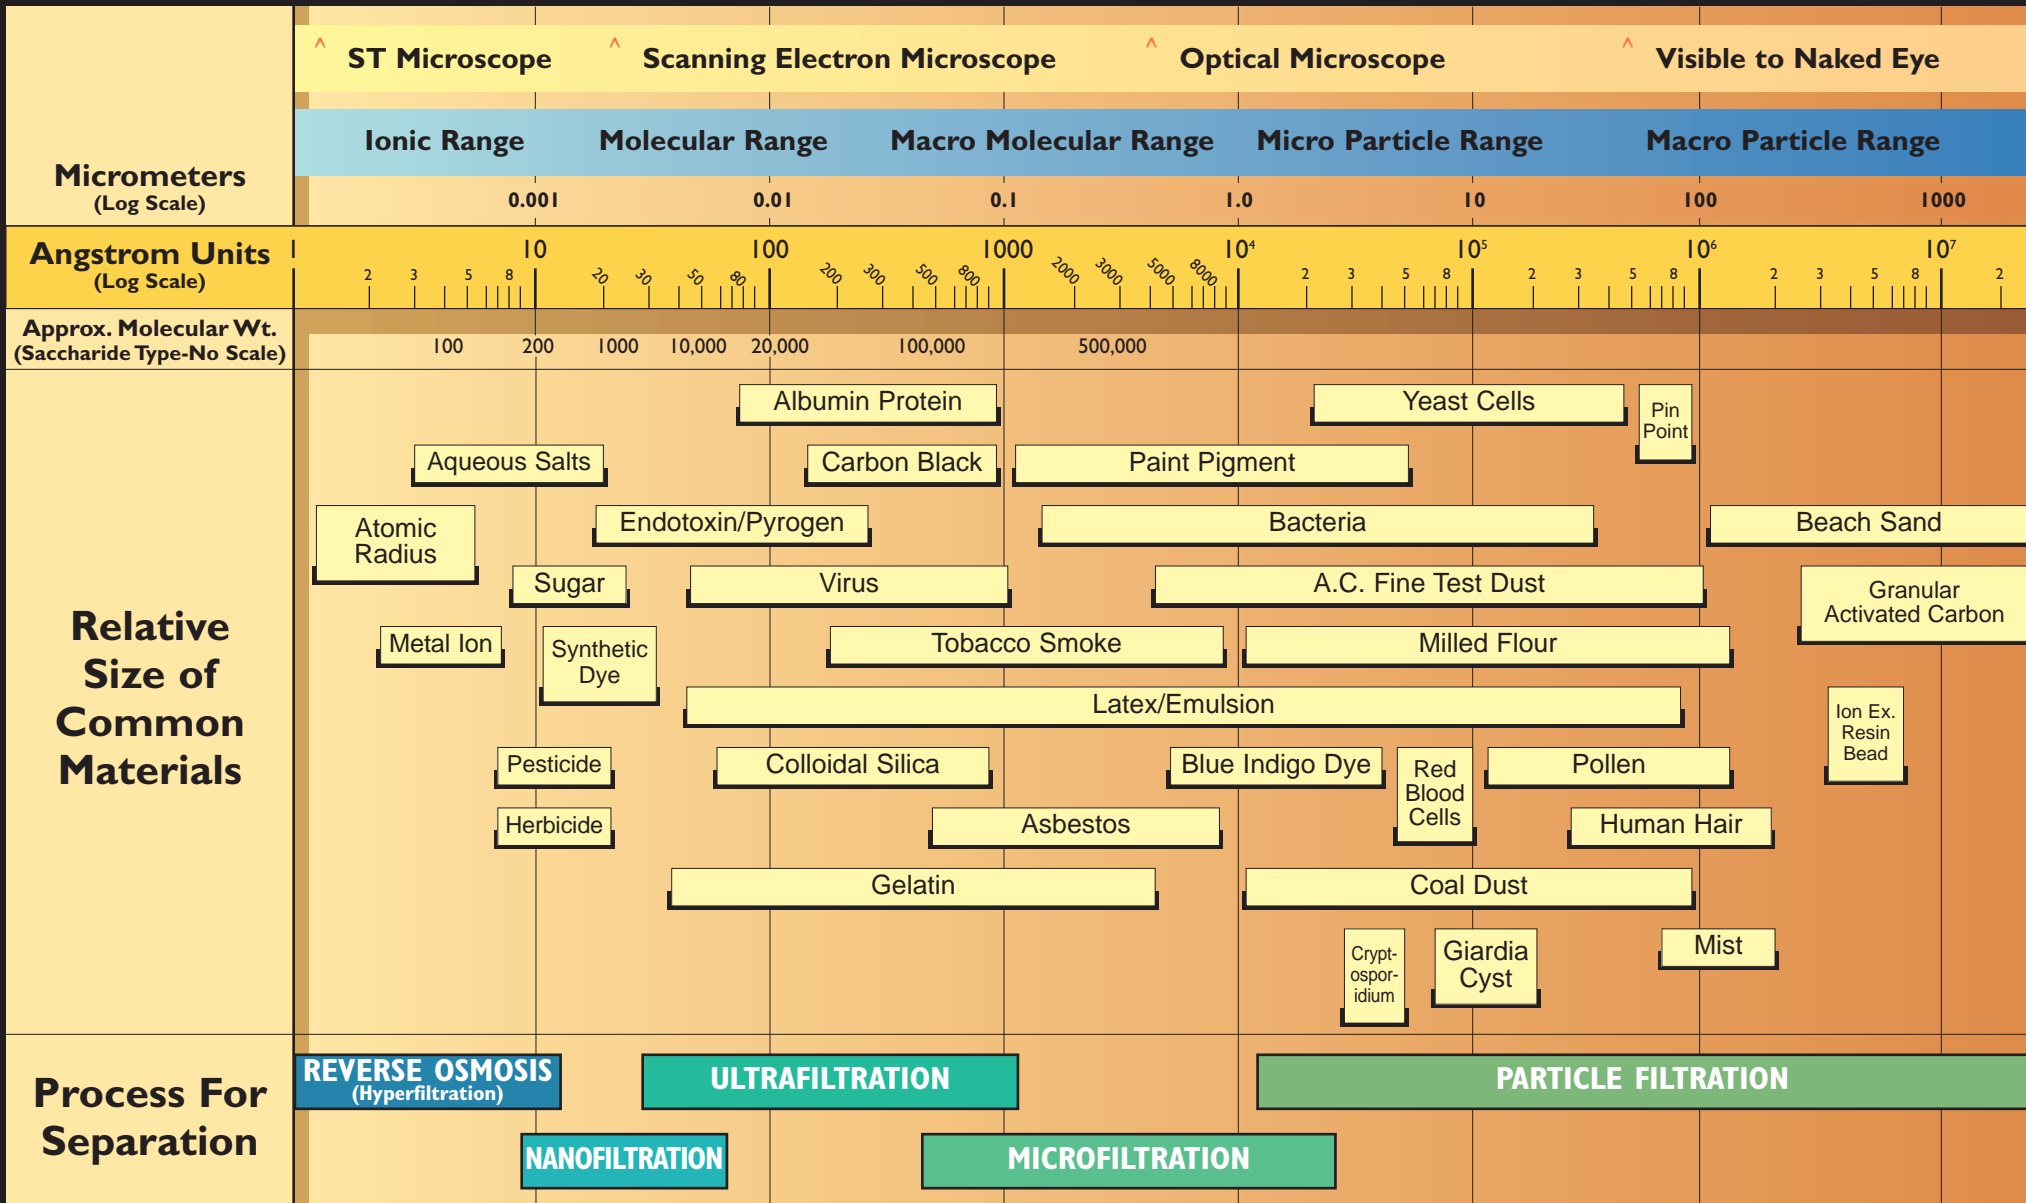 ^ ST Microscope ^ Scanning Electron Microscope ^ Optical Microscope ^ Visible to Naked Eye
Ionic Range Molecular Range Macro Molecular Range Micro Particle Range Macro Particle Range
Micrometers
(Log Scale)
0.001 0.01 0.1 1.0 10 100 1000
Angstrom Units
(Log Scale)
1 10 100 1000 10⁴ 10⁵ 10⁶ 10⁷
2 3 5 8 20 30 50 80 200 300 500 800 2000 3000 5000 8000 2 3 5 8 2 3 5 8 2 3 5 8 2
Approx. Molecular Wt.
(Saccharide Type-No Scale)
100 200 1000 10,000 20,000 100,000 500,000
Relative
Size of
Common
Materials
Albumin Protein
Yeast Cells
Pin
Point
Aqueous Salts
Carbon Black
Paint Pigment
Atomic
Radius
Endotoxin/Pyrogen
Bacteria
Beach Sand
Sugar
Virus
A.C. Fine Test Dust
Granular
Activated Carbon
Metal Ion
Synthetic
Dye
Tobacco Smoke
Milled Flour
Latex/Emulsion
Ion Ex.
Resin
Bead
Pesticide
Colloidal Silica
Blue Indigo Dye
Red
Blood
Cells
Pollen
Herbicide
Asbestos
Human Hair
Gelatin
Coal Dust
Crypt-
ospor-
idium
Giardia
Cyst
Mist
Process For
Separation
REVERSE OSMOSIS
(Hyperfiltration)
ULTRAFILTRATION
PARTICLE FILTRATION
NANOFILTRATION
MICROFILTRATION